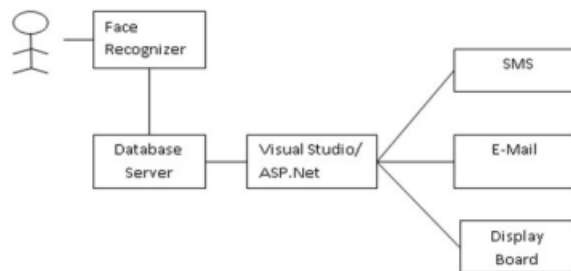 Face
Recognizer
SMS
Database
Server
Visual Studio/
ASP.Net
E-Mail
Display
Board